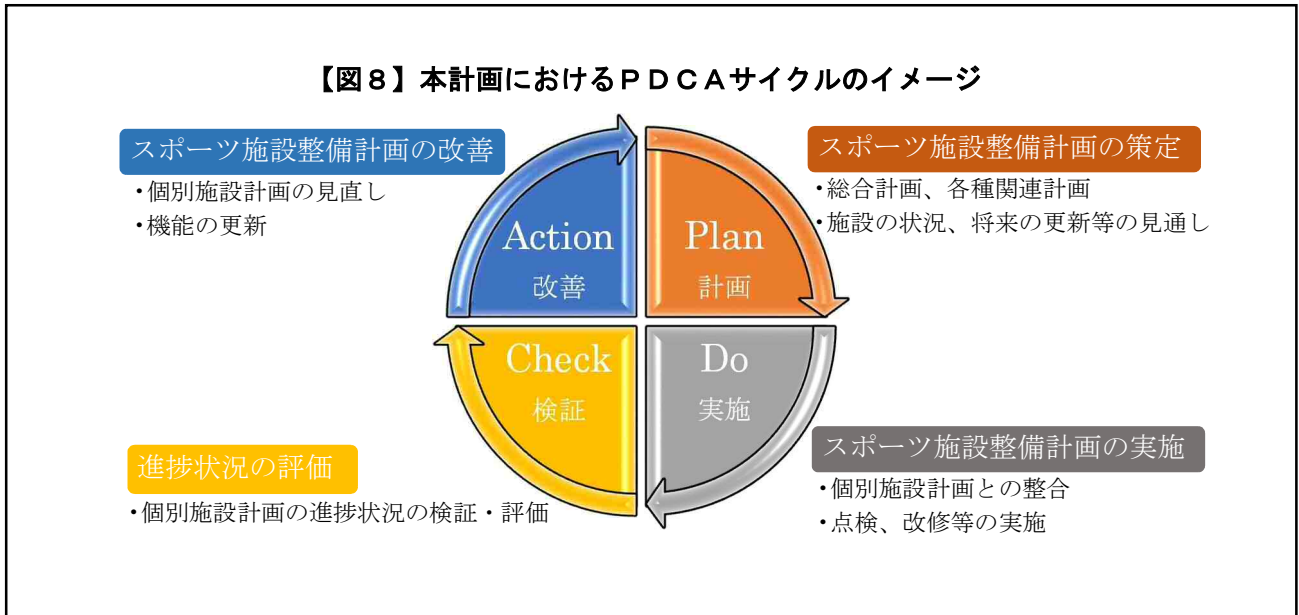 【図８】本計画におけるＰＤＣＡサイクルのイメージ
スポーツ施設整備計画の改善
・個別施設計画の見直し
・機能の更新
スポーツ施設整備計画の策定
・総合計画、各種関連計画
・施設の状況、将来の更新等の見通し
Action
改善
Plan
計画
Check
検証
Do
実施
進捗状況の評価
・個別施設計画の進捗状況の検証・評価
スポーツ施設整備計画の実施
・個別施設計画との整合
・点検、改修等の実施